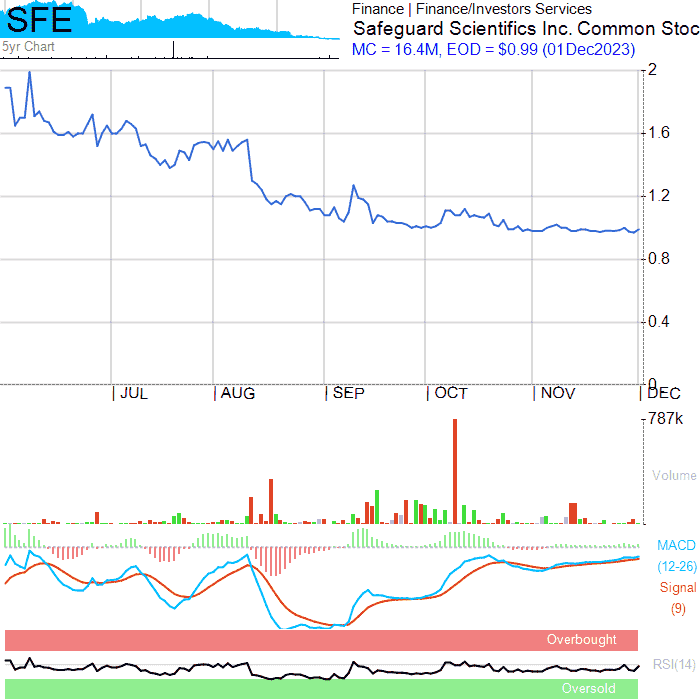 SFE
5yr Chart
Finance | Finance/Investors Services
Safeguard Scientifics Inc. Common Stoc
MC = 16.4M, EOD = $0.99 (01Dec2023)
2
1.6
1.2
0.8
0.4
0
JUL AUG SEP OCT NOV DEC
787k
Volume
MACD
(12-26)
Signal
(9)
Overbought
RSI(14)
Oversold